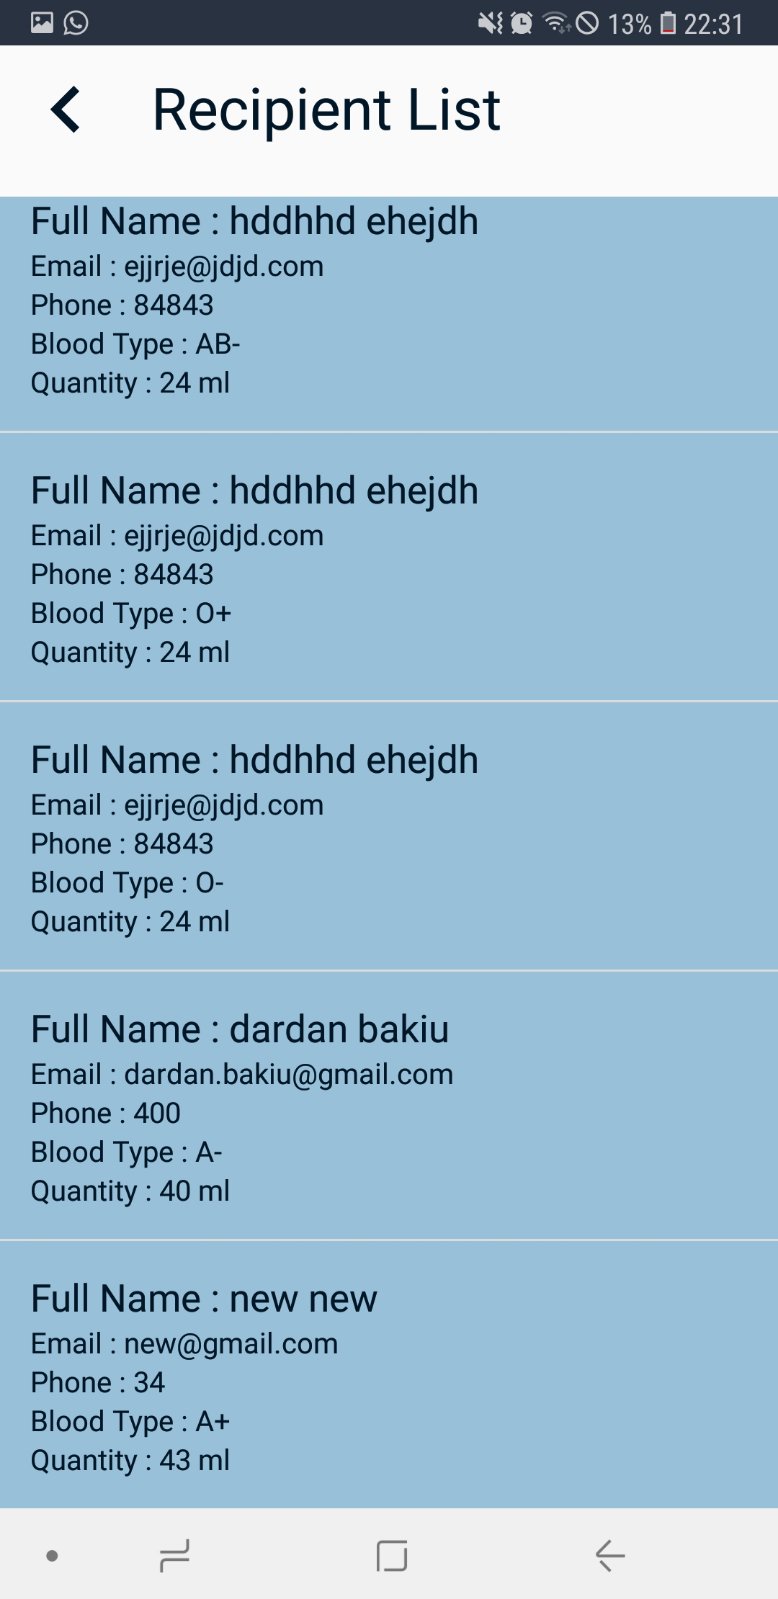 13% 22:31
Recipient List
Full Name : hddhhd ehejdh
Email : ejjrje@jdjd.com
Phone : 84843
Blood Type : AB-
Quantity : 24 ml
Full Name : hddhhd ehejdh
Email : ejjrje@jdjd.com
Phone : 84843
Blood Type : O+
Quantity : 24 ml
Full Name : hddhhd ehejdh
Email : ejjrje@jdjd.com
Phone : 84843
Blood Type : O-
Quantity : 24 ml
Full Name : dardan bakiu
Email : dardan.bakiu@gmail.com
Phone : 400
Blood Type : A-
Quantity : 40 ml
Full Name : new new
Email : new@gmail.com
Phone : 34
Blood Type : A+
Quantity : 43 ml